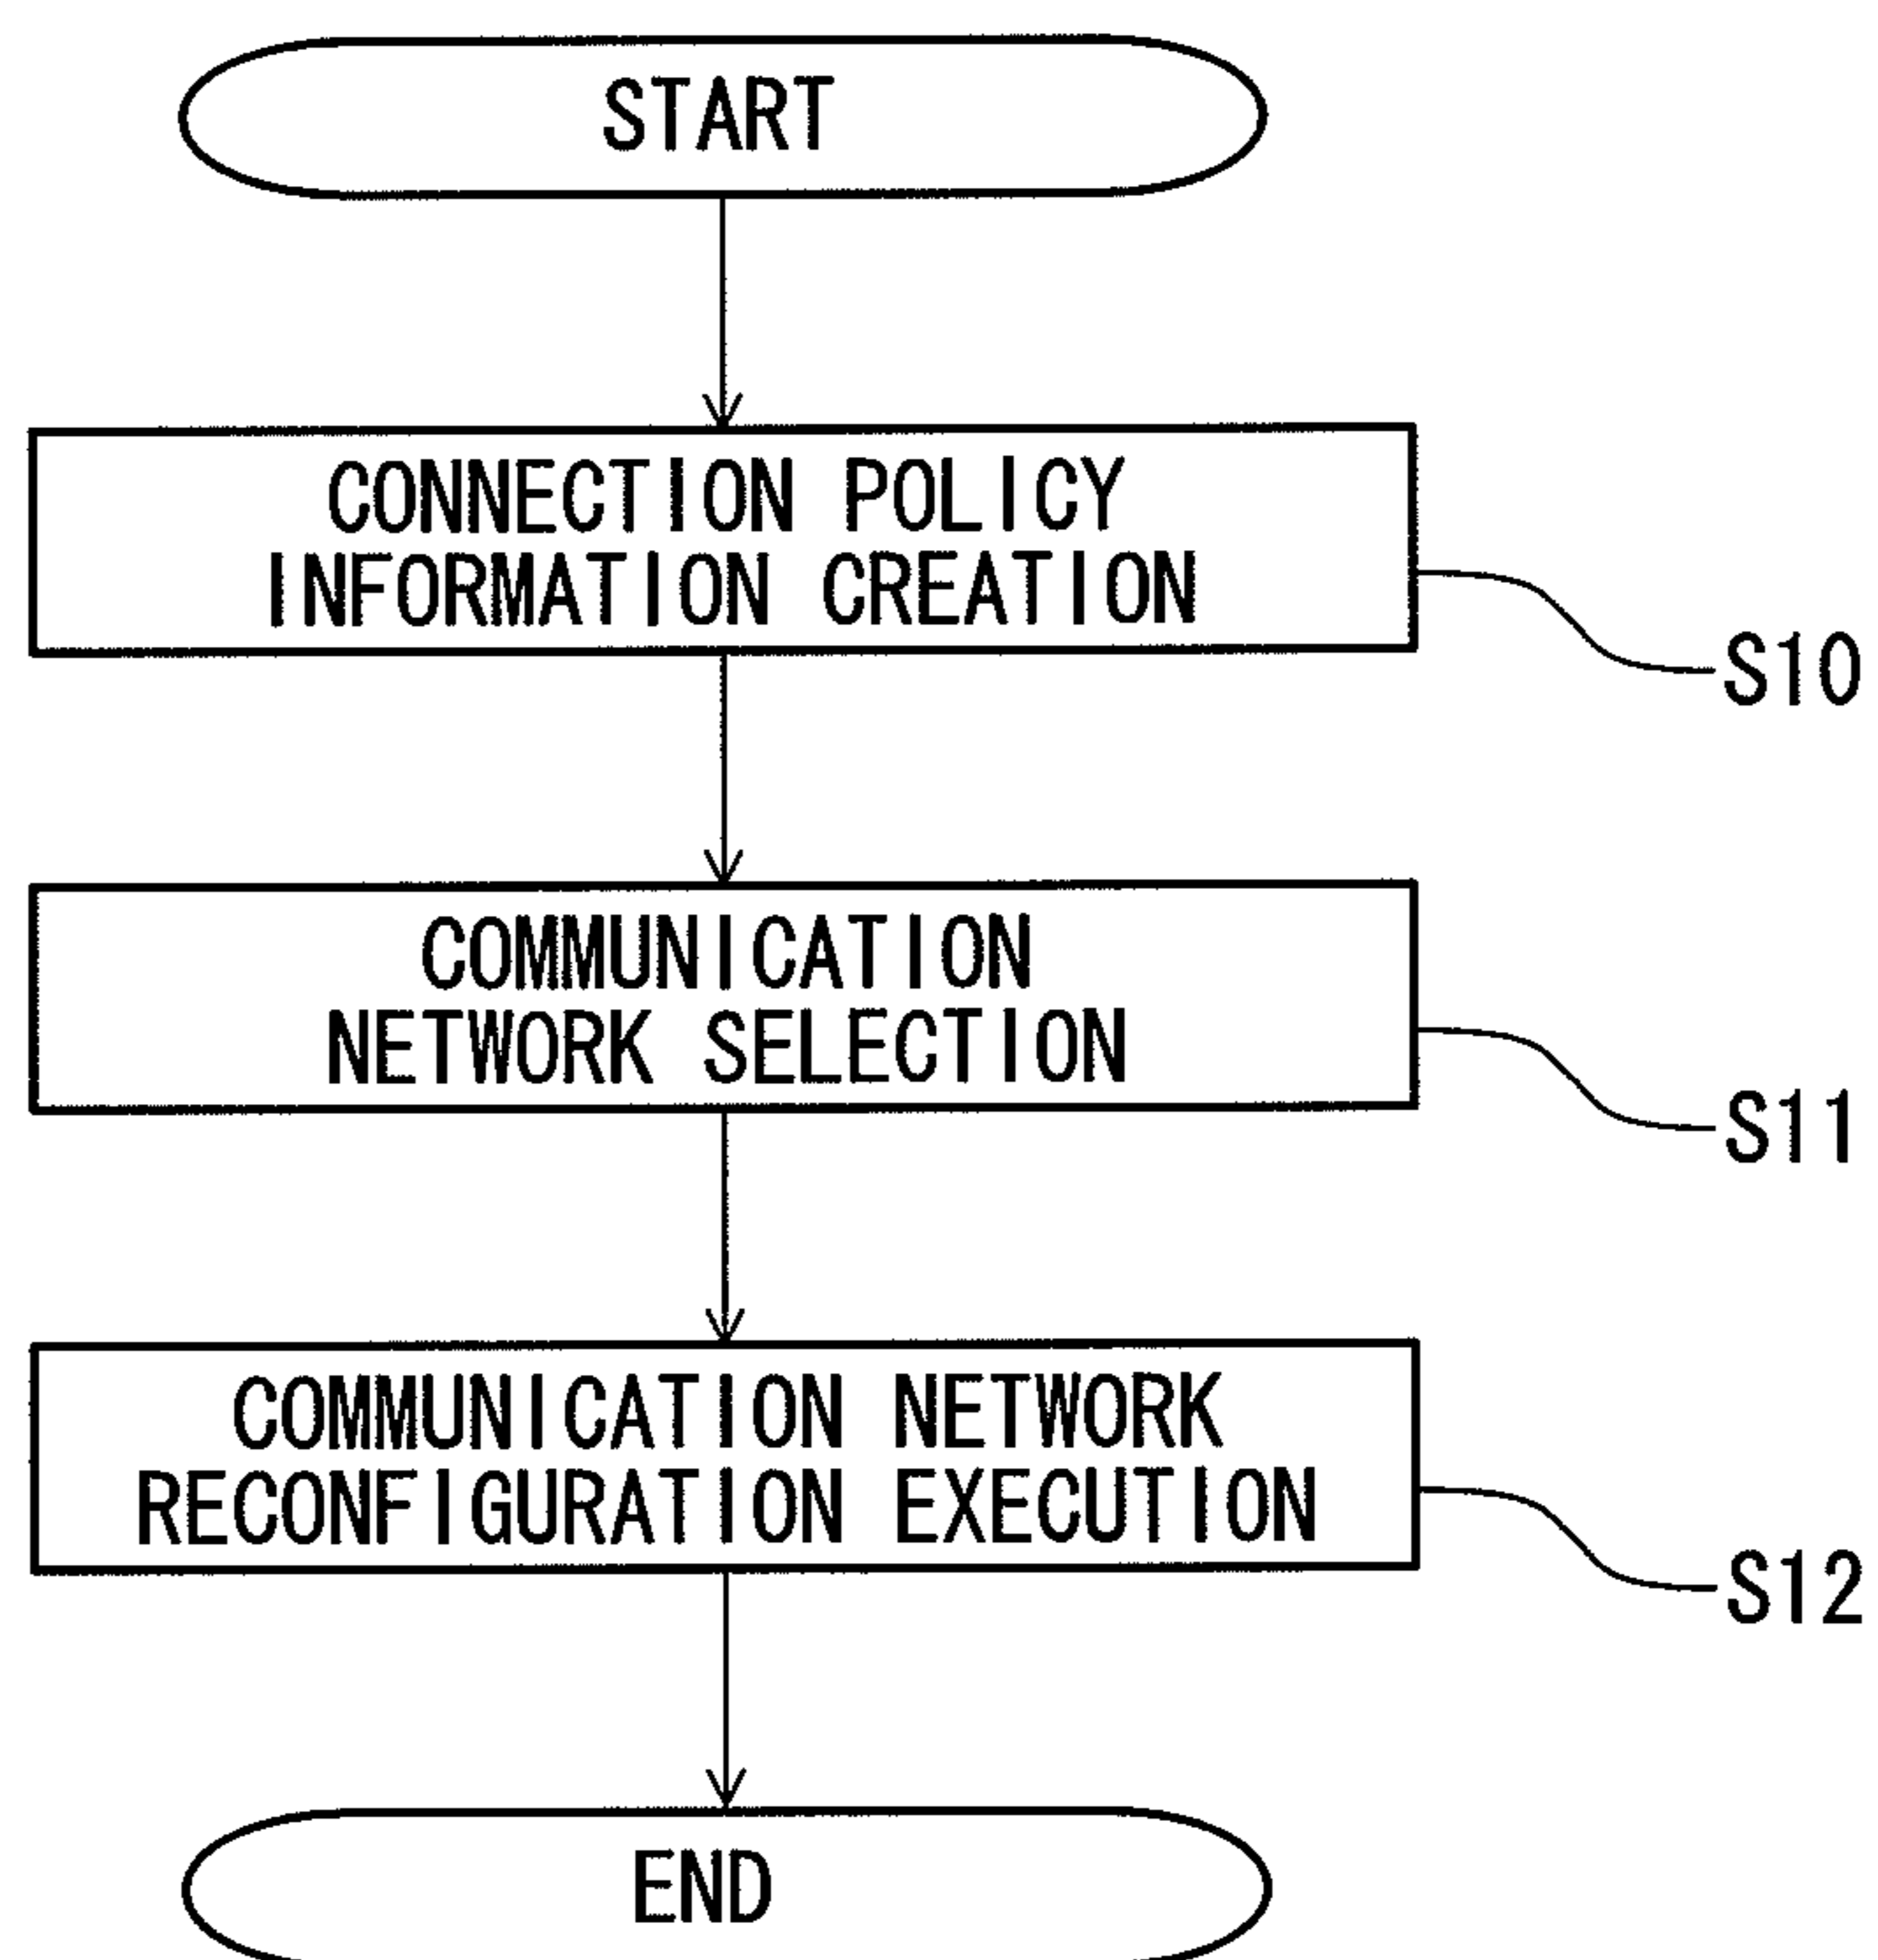 START
CONNECTION POLICY
INFORMATION CREATION
S10
COMMUNICATION
NETWORK SELECTION
S11
COMMUNICATION NETWORK
RECONFIGURATION EXECUTION
S12
END